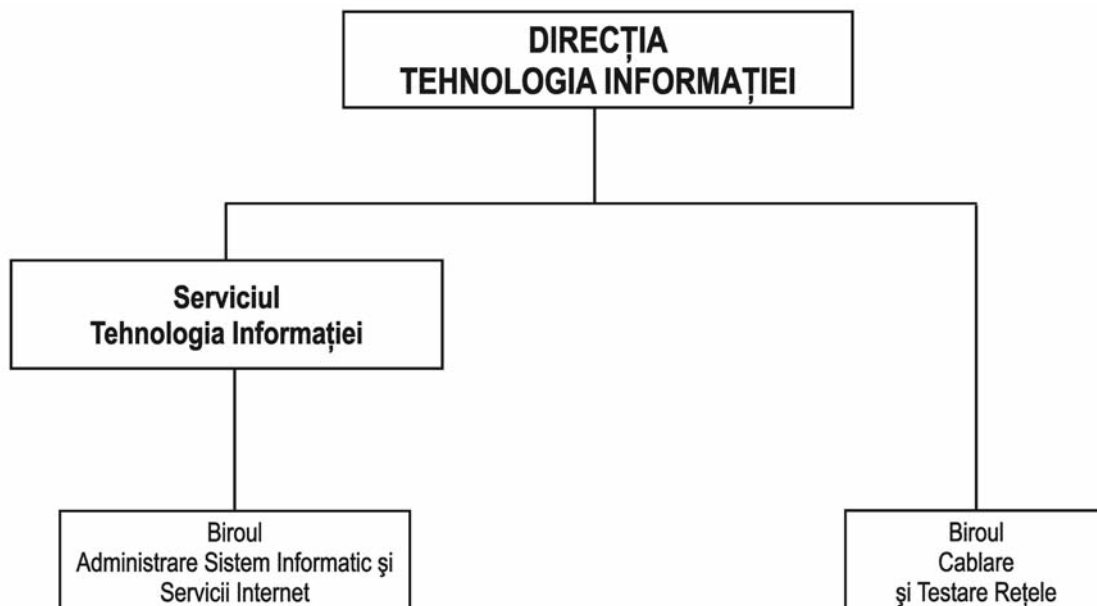 DIRECȚIA
TEHNOLOGIA INFORMAȚIEI
Serviciul
Tehnologia Informației
Biroul
Administrare Sistem Informatic şi
Servicii Internet
Biroul
Cablare
şi Testare Rețele